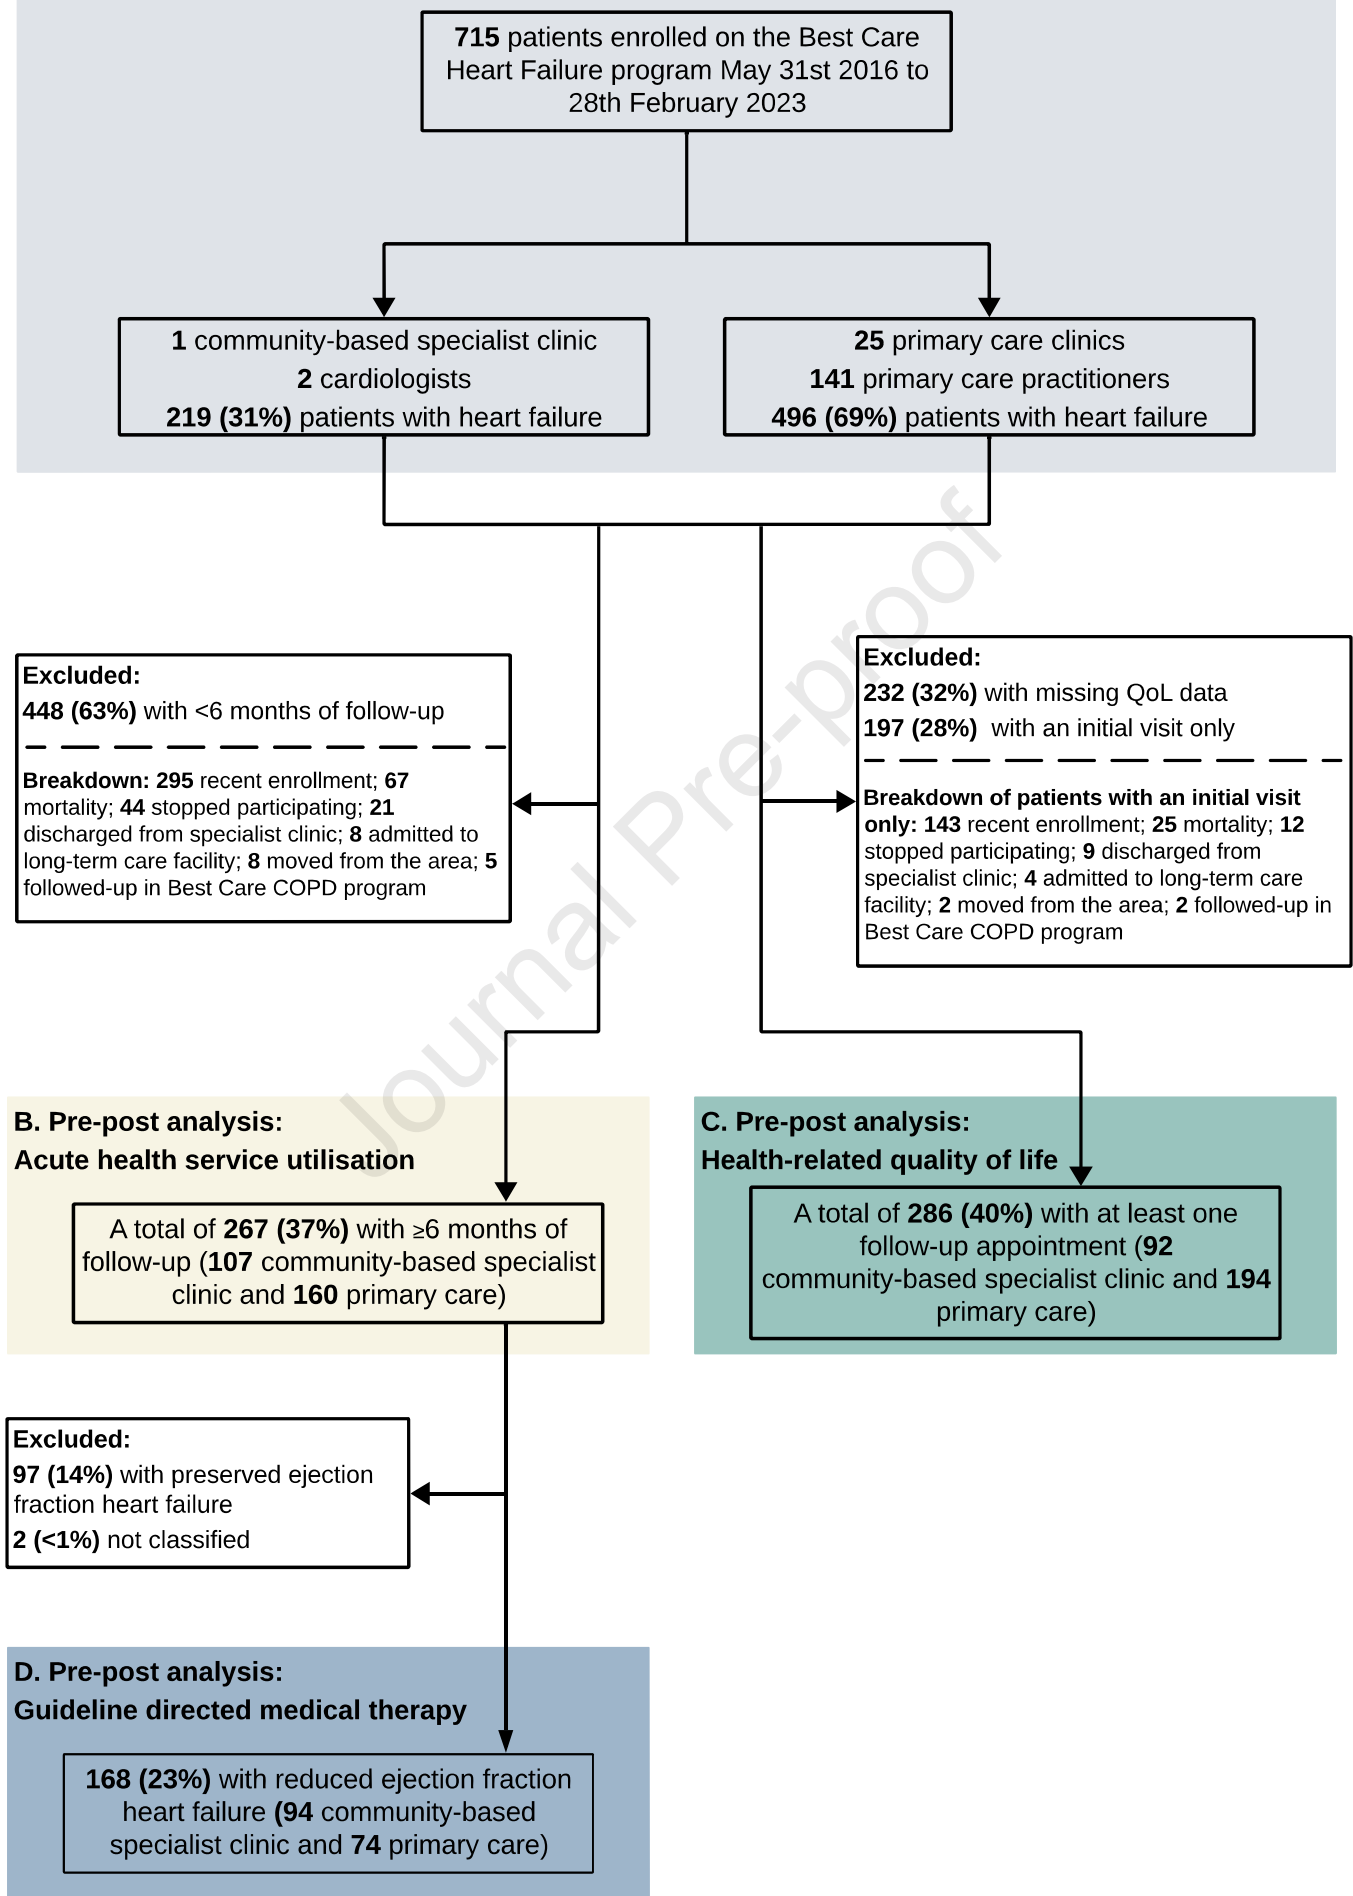 715 patients enrolled on the Best Care
Heart Failure program May 31st 2016 to
28th February 2023
1 community-based specialist clinic
2 cardiologists
219 (31%) patients with heart failure
25 primary care clinics
141 primary care practitioners
496 (69%) patients with heart failure
Journal Pre-proof
Excluded:
448 (63%) with <6 months of follow-up
Breakdown: 295 recent enrollment; 67
mortality; 44 stopped participating; 21
discharged from specialist clinic; 8 admitted to
long-term care facility; 8 moved from the area; 5
followed-up in Best Care COPD program
Excluded:
232 (32%) with missing QoL data
197 (28%) with an initial visit only
Breakdown of patients with an initial visit
only: 143 recent enrollment; 25 mortality; 12
stopped participating; 9 discharged from
specialist clinic; 4 admitted to long-term care
facility; 2 moved from the area; 2 followed-up in
Best Care COPD program
B. Pre-post analysis:
Acute health service utilisation
A total of 267 (37%) with ≥6 months of
follow-up (107 community-based specialist
clinic and 160 primary care)
C. Pre-post analysis:
Health-related quality of life
A total of 286 (40%) with at least one
follow-up appointment (92
community-based specialist clinic and 194
primary care)
Excluded:
97 (14%) with preserved ejection
fraction heart failure
2 (<1%) not classified
D. Pre-post analysis:
Guideline directed medical therapy
168 (23%) with reduced ejection fraction
heart failure (94 community-based
specialist clinic and 74 primary care)